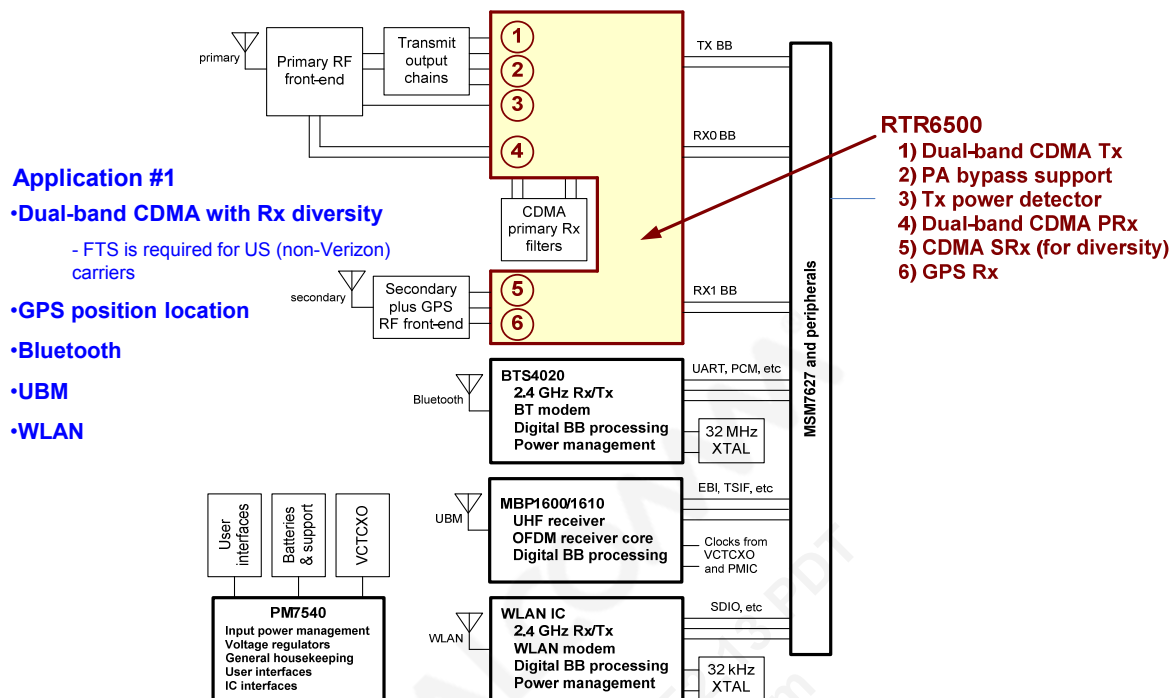 Application #1
•Dual-band CDMA with Rx diversity
- FTS is required for US (non-Verizon)
carriers
•GPS position location
•Bluetooth
•UBM
•WLAN
primary
Primary RF
front-end
Transmit
output
chains
1
2
3
4
CDMA
primary Rx
filters
secondary
Secondary
plus GPS
RF front-end
5
6
TX BB
RX0 BB
RX1 BB
MSM7627 and peripherals
RTR6500
1) Dual-band CDMA Tx
2) PA bypass support
3) Tx power detector
4) Dual-band CDMA PRx
5) CDMA SRx (for diversity)
6) GPS Rx
Bluetooth
BTS4020
2.4 GHz Rx/Tx
BT modem
Digital BB processing
Power management
UART, PCM, etc
32 MHz
XTAL
UBM
MBP1600/1610
UHF receiver
OFDM receiver core
Digital BB processing
EBI, TSIF, etc
Clocks from
VCTCXO
and PMIC
User
interfaces
Batteries
& support
VCTCXO
PM7540
Input power management
Voltage regulators
General housekeeping
User interfaces
IC interfaces
WLAN
WLAN IC
2.4 GHz Rx/Tx
WLAN modem
Digital BB processing
Power management
SDIO, etc
32 kHz
XTAL